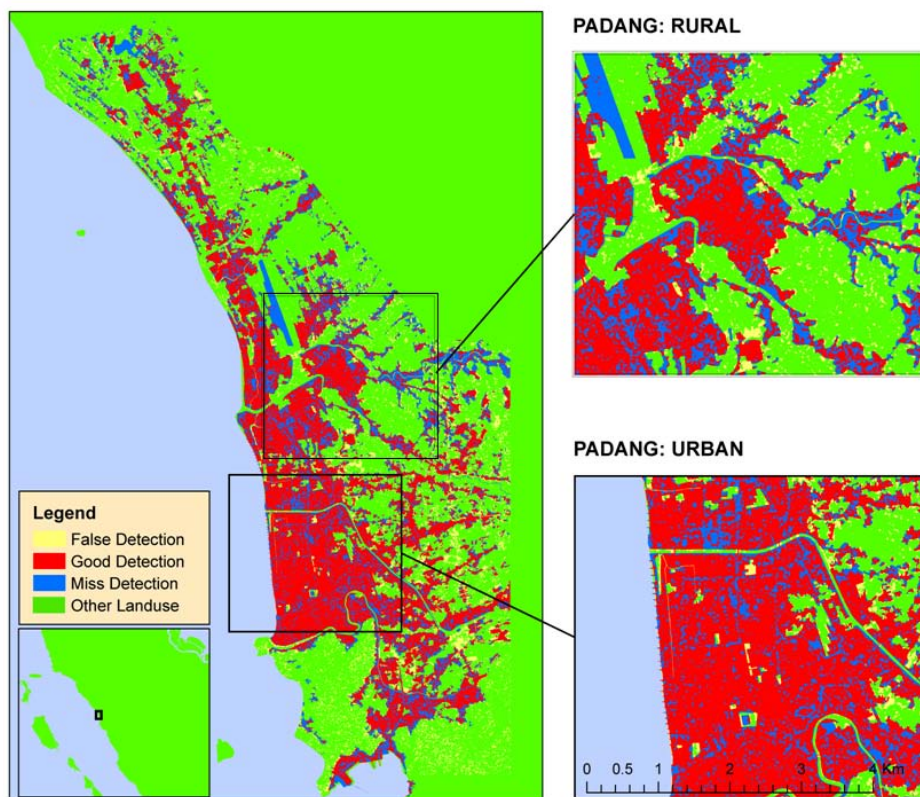 PADANG: RURAL
PADANG: URBAN
Legend
False Detection
Good Detection
Miss Detection
Other Landuse
0 0.5 1 2 3 4 Km